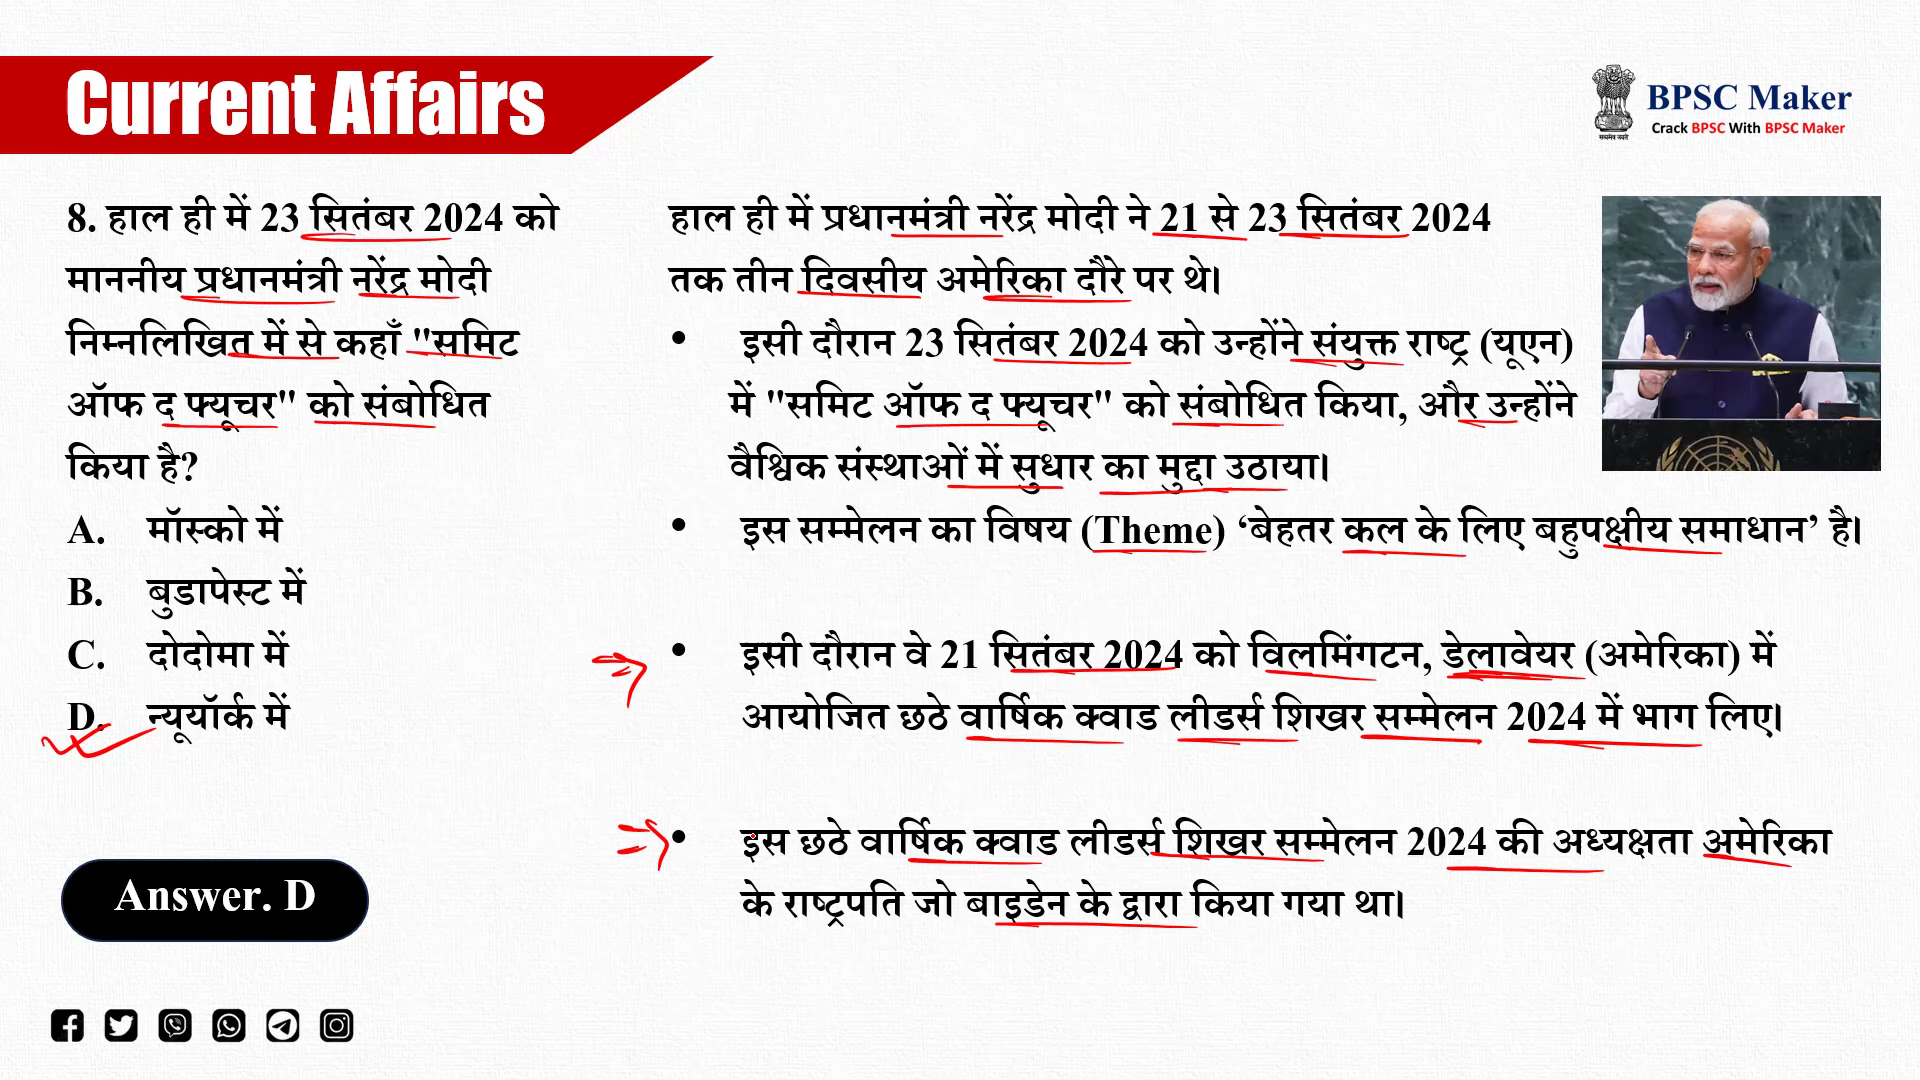 Current Affairs
BPSC Maker
Crack BPSC With BPSC Maker
8. हाल ही में 23 सितंबर 2024 को
माननीय प्रधानमंत्री नरेंद्र मोदी
निम्नलिखित में से कहाँ "समिट
ऑफ द फ्यूचर" को संबोधित
किया है?
A. मॉस्को में
B. बुडापेस्ट में
C. दोदोमा में
D. न्यूयॉर्क में
Answer. D
हाल ही में प्रधानमंत्री नरेंद्र मोदी ने 21 से 23 सितंबर 2024
तक तीन दिवसीय अमेरिका दौरे पर थे।
• इसी दौरान 23 सितंबर 2024 को उन्होंने संयुक्त राष्ट्र (यूएन)
में "समिट ऑफ द फ्यूचर" को संबोधित किया, और उन्होंने
वैश्विक संस्थाओं में सुधार का मुद्दा उठाया।
• इस सम्मेलन का विषय (Theme) ‘बेहतर कल के लिए बहुपक्षीय समाधान’ है।
• इसी दौरान वे 21 सितंबर 2024 को विलमिंगटन, डेलावेयर (अमेरिका) में
आयोजित छठे वार्षिक क्वाड लीडर्स शिखर सम्मेलन 2024 में भाग लिए।
• इस छठे वार्षिक क्वाड लीडर्स शिखर सम्मेलन 2024 की अध्यक्षता अमेरिका
के राष्ट्रपति जो बाइडेन के द्वारा किया गया था।